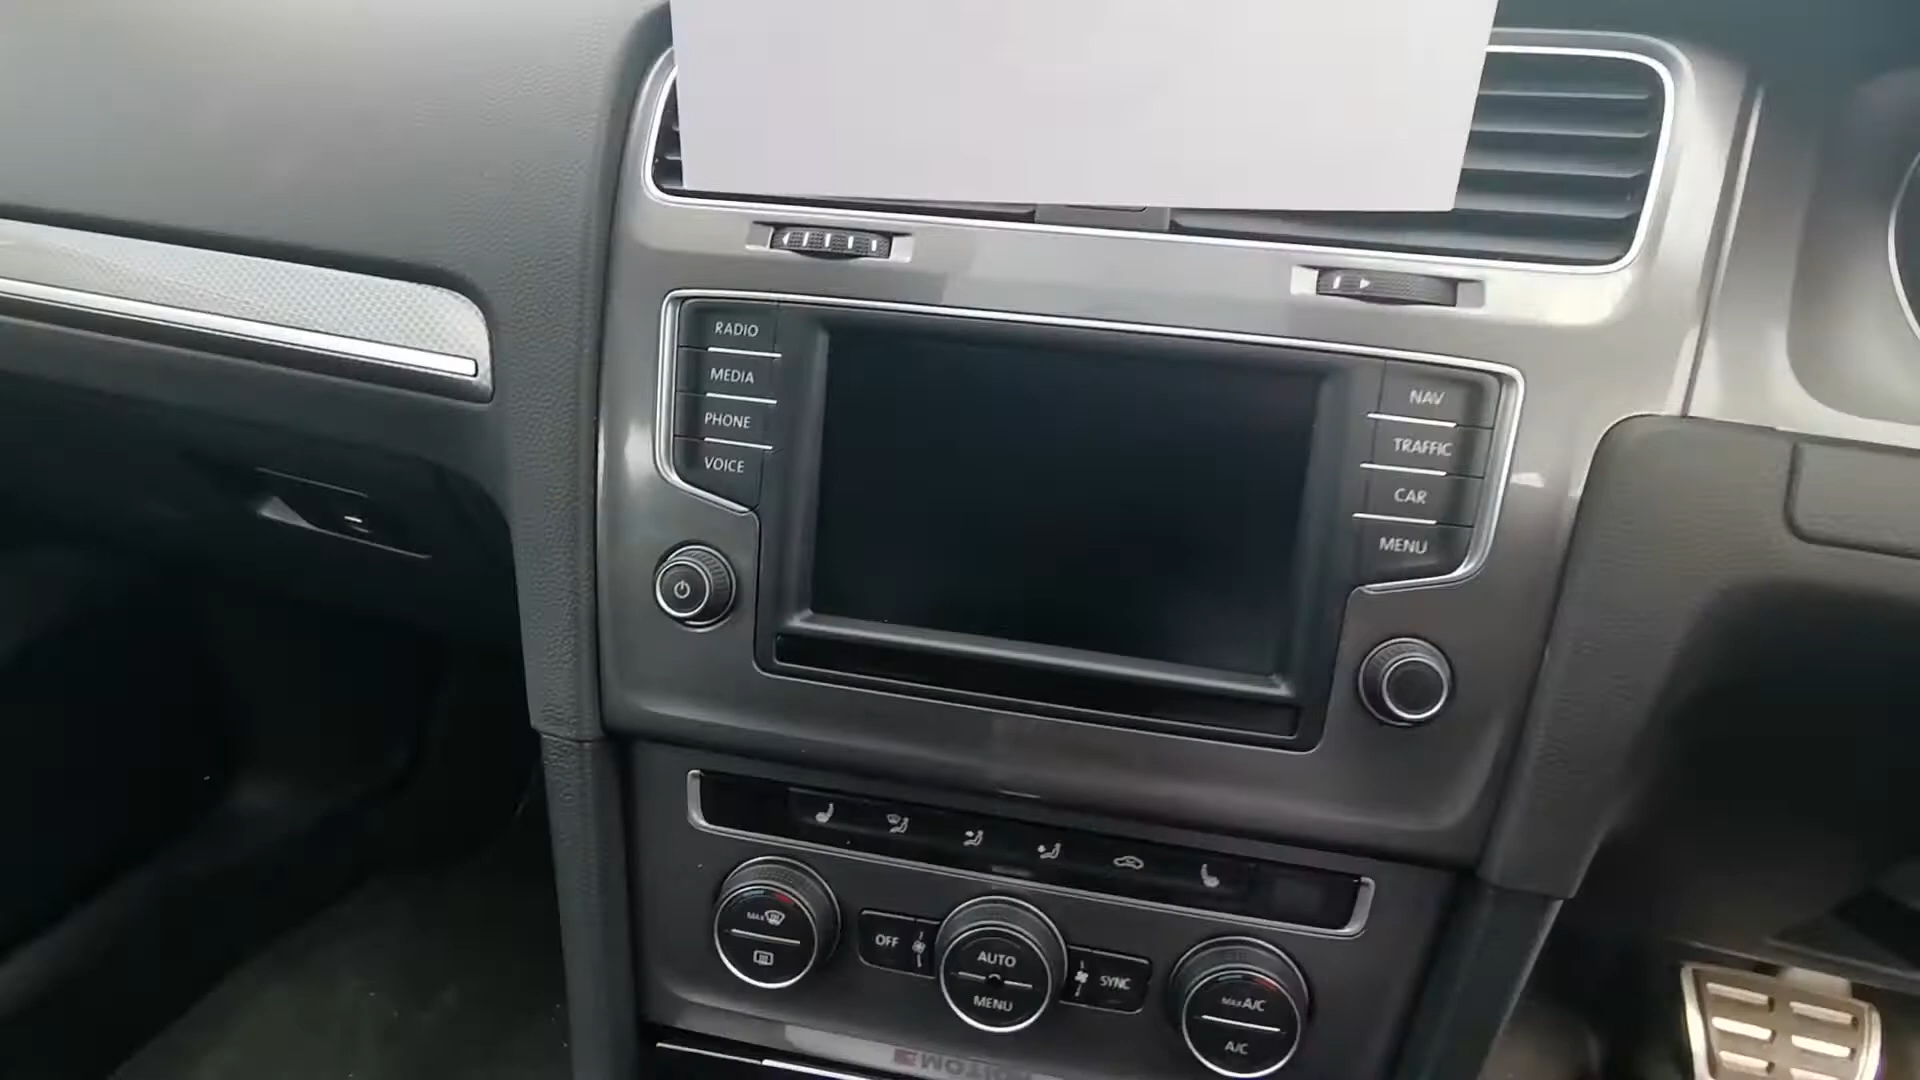 RADIO
MEDIA
PHONE
VOICE
NAV
TRAFFIC
CAR
MENU
MAX
OFF
AUTO
MENU
SYNC
MAX A/C
A/C